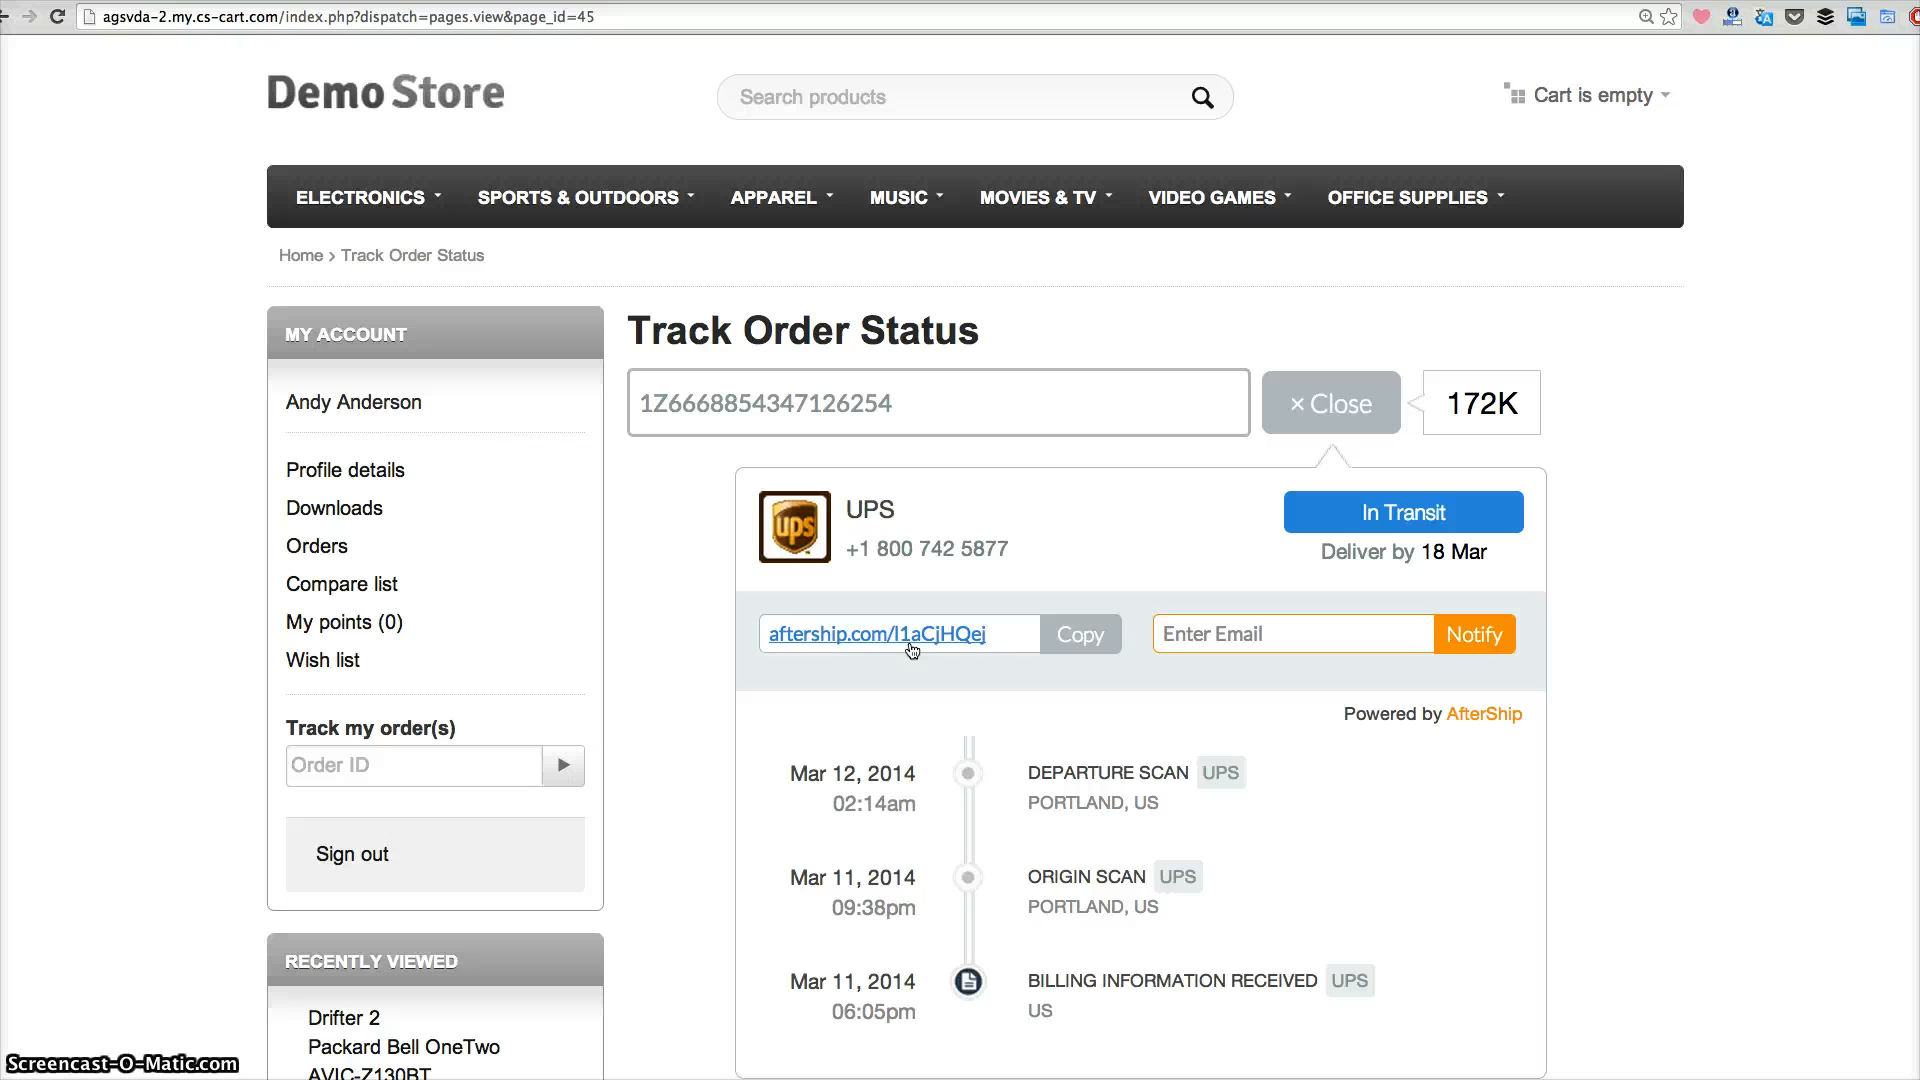 agsvda-2.my.cs-cart.com/index.php?dispatch=pages.view&page_id=45
Demo Store
Search products
Cart is empty
ELECTRONICS SPORTS & OUTDOORS APPAREL MUSIC MOVIES & TV VIDEO GAMES OFFICE SUPPLIES
Home › Track Order Status
MY ACCOUNT
Andy Anderson
Profile details
Downloads
Orders
Compare list
My points (0)
Wish list
Track my order(s)
Order ID
Sign out
RECENTLY VIEWED
Drifter 2
Packard Bell OneTwo
AVIC-Z130BT
Track Order Status
1Z6668854347126254
× Close
172K
ups
UPS
+1 800 742 5877
In Transit
Deliver by 18 Mar
aftership.com/I1aCjHQej
Copy
Enter Email
Notify
Powered by AfterShip
Mar 12, 2014
02:14am
DEPARTURE SCAN UPS
PORTLAND, US
Mar 11, 2014
09:38pm
ORIGIN SCAN UPS
PORTLAND, US
Mar 11, 2014
06:05pm
BILLING INFORMATION RECEIVED UPS
US
Screencast-O-Matic.com